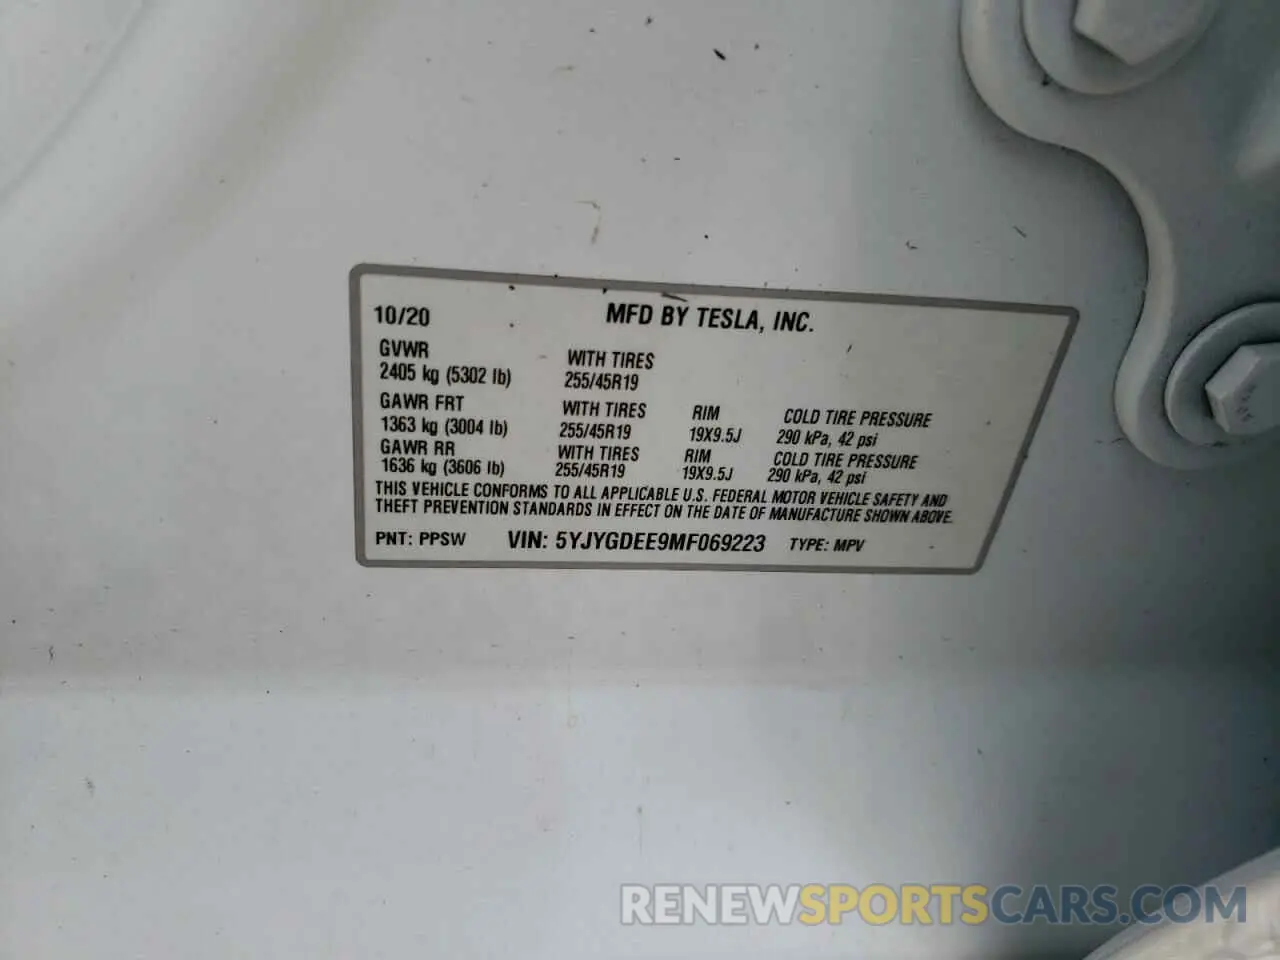 10/20 MFD BY TESLA, INC.
GVWR WITH TIRES
2405 kg (5302 lb) 255/45R19
GAWR FRT WITH TIRES RIM COLD TIRE PRESSURE
1363 kg (3004 lb) 255/45R19 19X9.5J 290 kPa, 42 psi
GAWR RR WITH TIRES RIM COLD TIRE PRESSURE
1636 kg (3606 lb) 255/45R19 19X9.5J 290 kPa, 42 psi
THIS VEHICLE CONFORMS TO ALL APPLICABLE U.S. FEDERAL MOTOR VEHICLE SAFETY AND
THEFT PREVENTION STANDARDS IN EFFECT ON THE DATE OF MANUFACTURE SHOWN ABOVE.
PNT: PPSW VIN: 5YJYGDEE9MF069223 TYPE: MPV
RENEWSPORTSCARS.COM